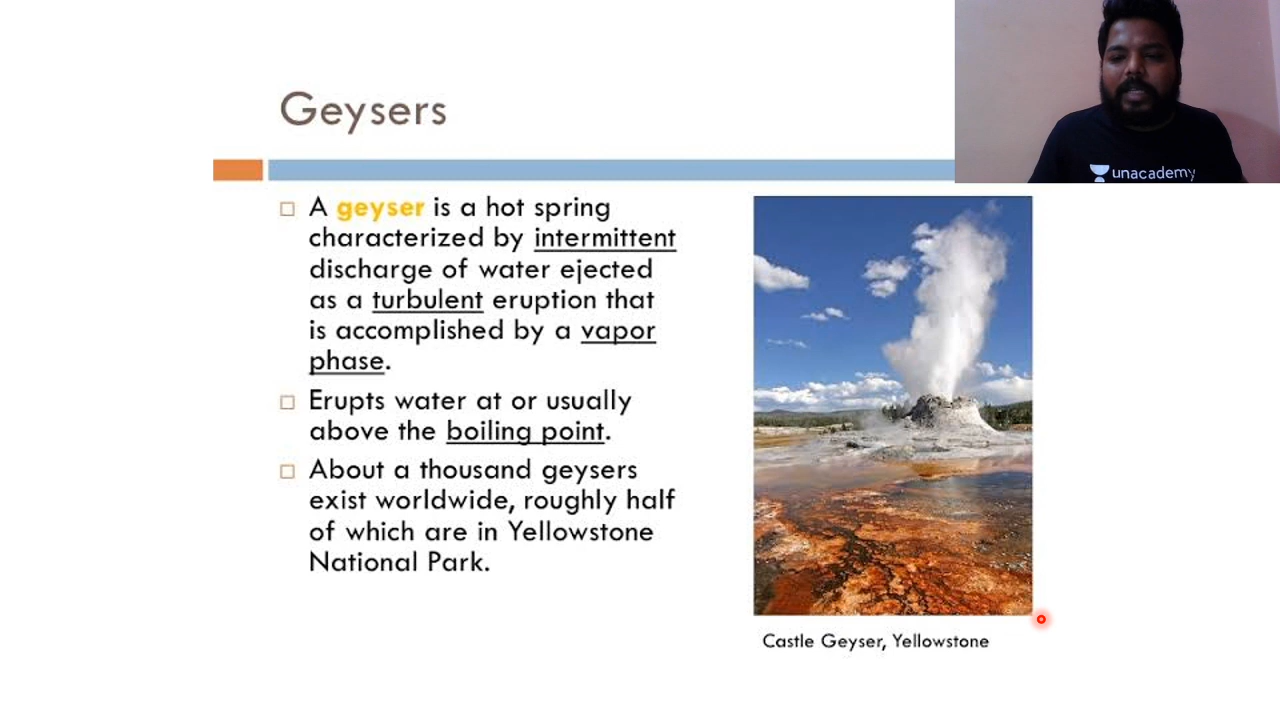 Geysers
unacademy
A geyser is a hot spring
characterized by intermittent
discharge of water ejected
as a turbulent eruption that
is accomplished by a vapor
phase.
Erupts water at or usually
above the boiling point.
About a thousand geysers
exist worldwide, roughly half
of which are in Yellowstone
National Park.
Castle Geyser, Yellowstone